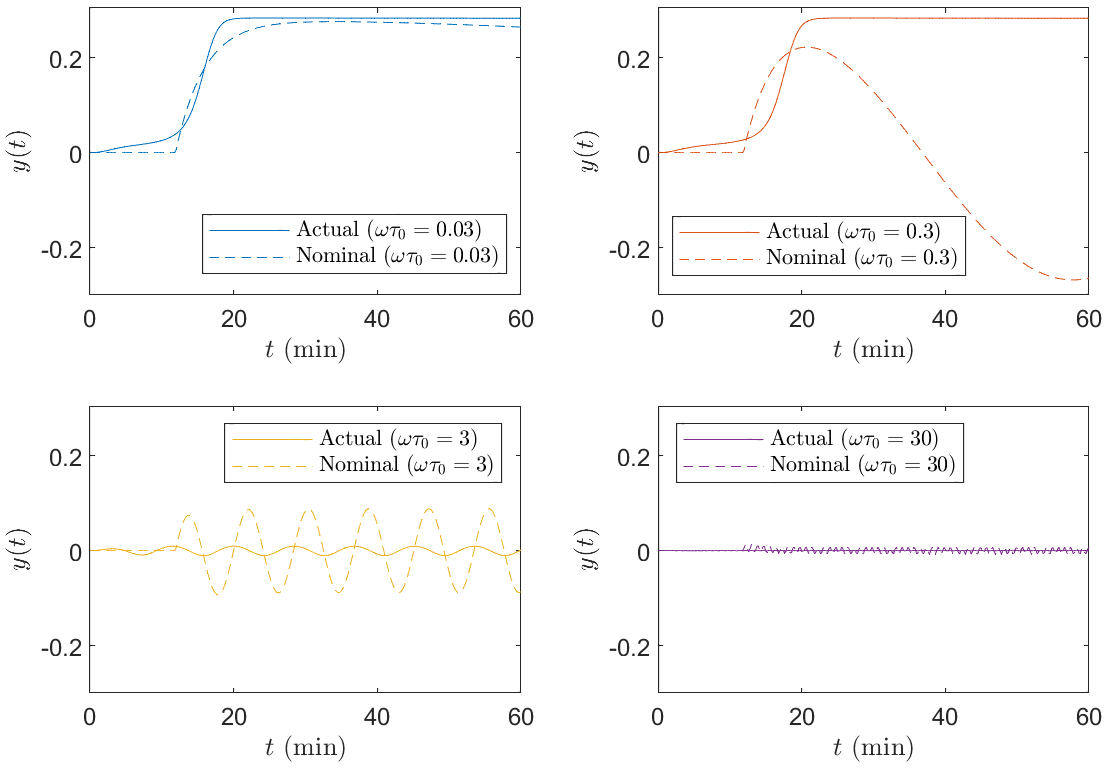 0.2
0
-0.2
y(t)
Actual (ωτ₀ = 0.03)
Nominal (ωτ₀ = 0.03)
0 20 40 60
t (min)
0.2
0
-0.2
y(t)
Actual (ωτ₀ = 0.3)
Nominal (ωτ₀ = 0.3)
0 20 40 60
t (min)
0.2
0
-0.2
y(t)
Actual (ωτ₀ = 3)
Nominal (ωτ₀ = 3)
0 20 40 60
t (min)
0.2
0
-0.2
y(t)
Actual (ωτ₀ = 30)
Nominal (ωτ₀ = 30)
0 20 40 60
t (min)